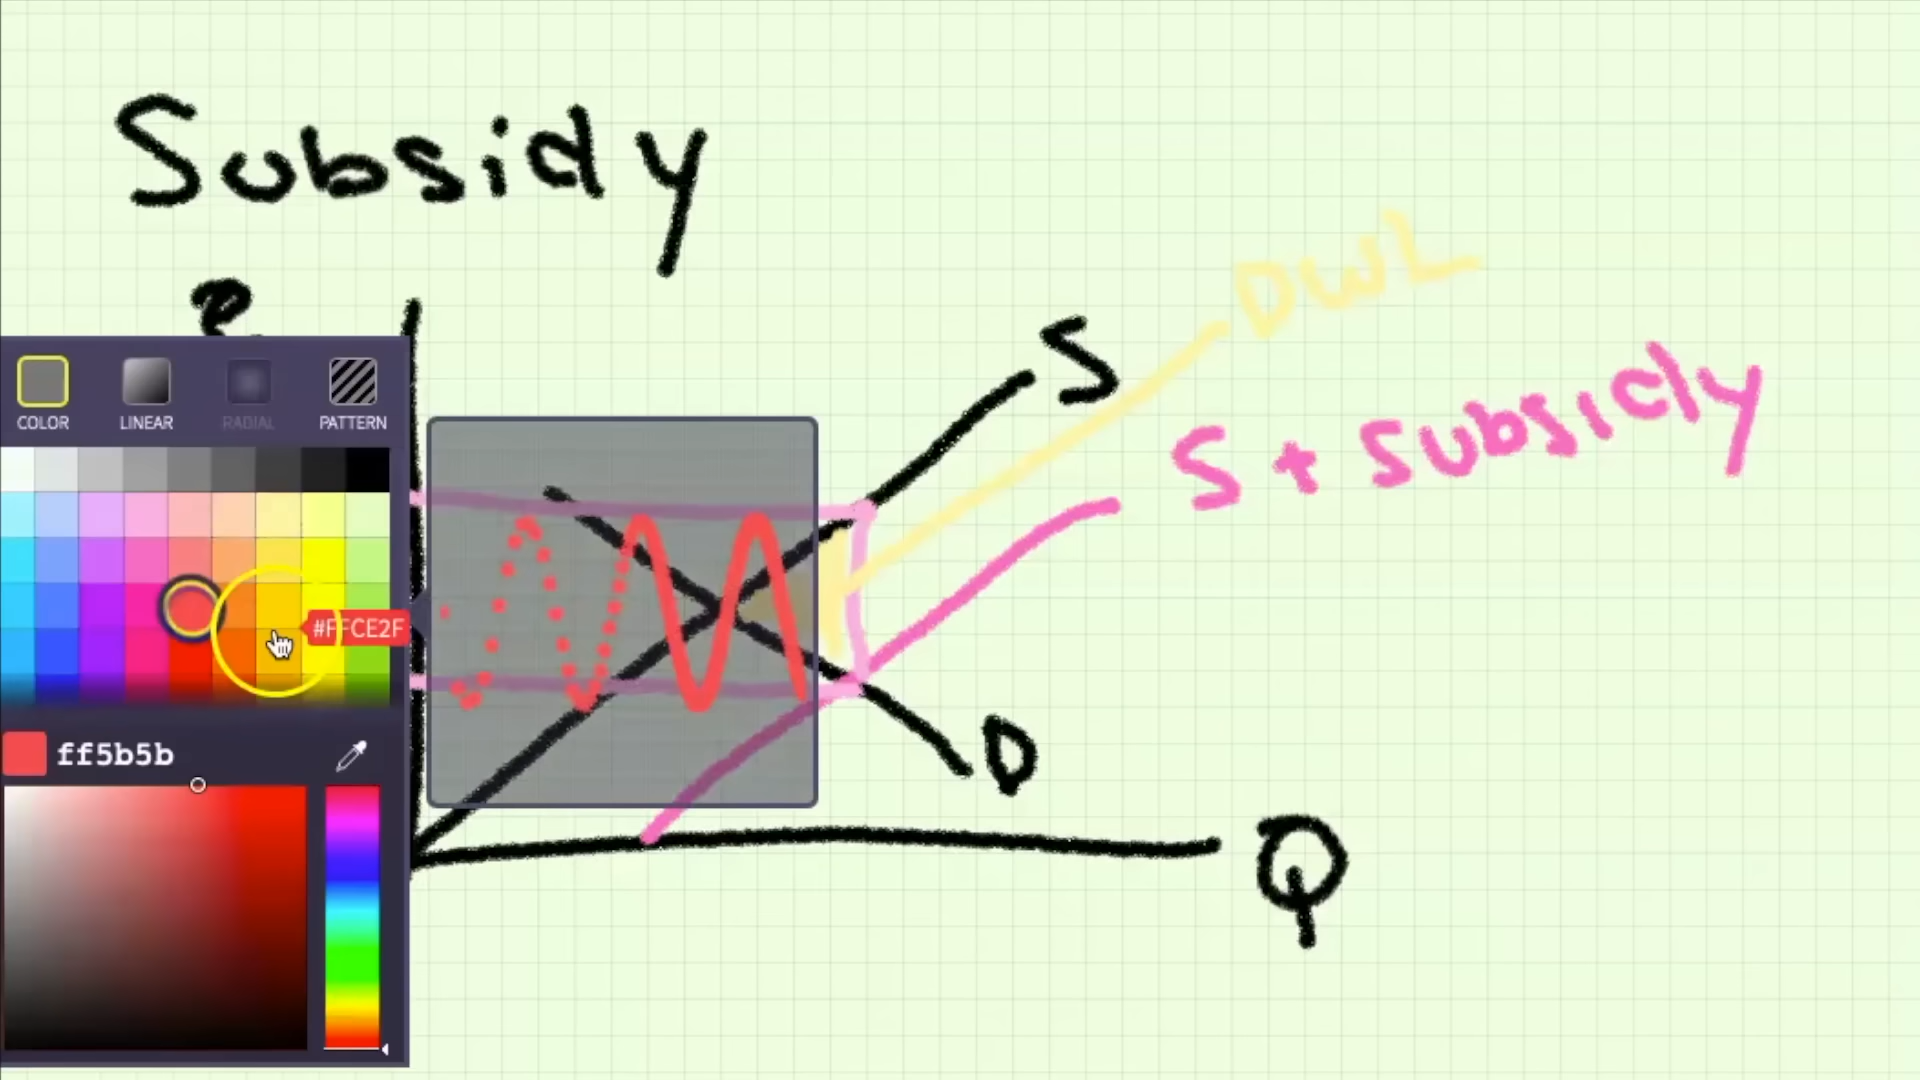 Subsidy
P
DWL
S
S + Subsidy
COLOR LINEAR RADIAL PATTERN
#FFCE2F
ff5b5b
D
Q